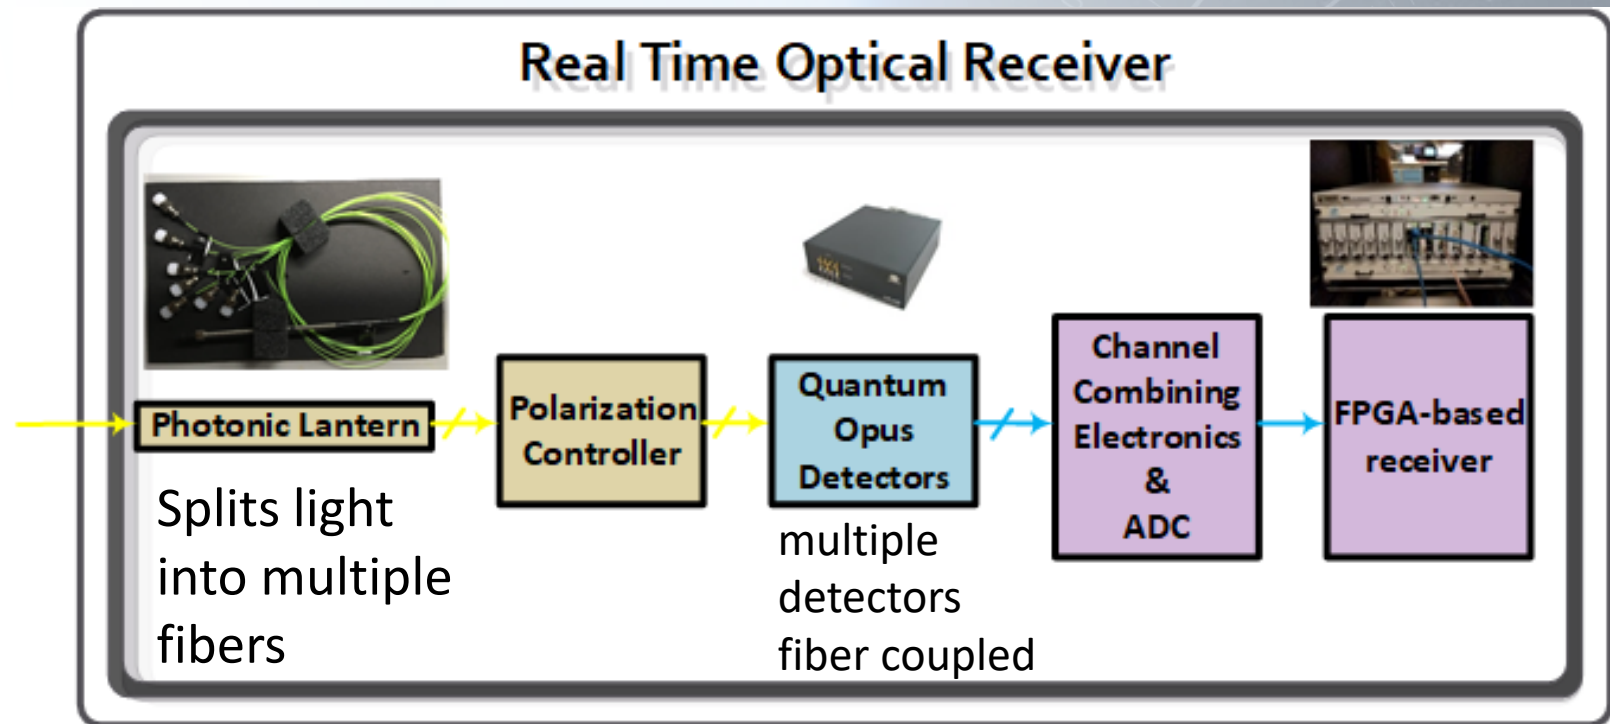 Real Time Optical Receiver
Photonic Lantern
Splits light
into multiple
fibers
Polarization
Controller
Quantum
Opus
Detectors
multiple
detectors
fiber coupled
Channel
Combining
Electronics
&
ADC
FPGA-based
receiver